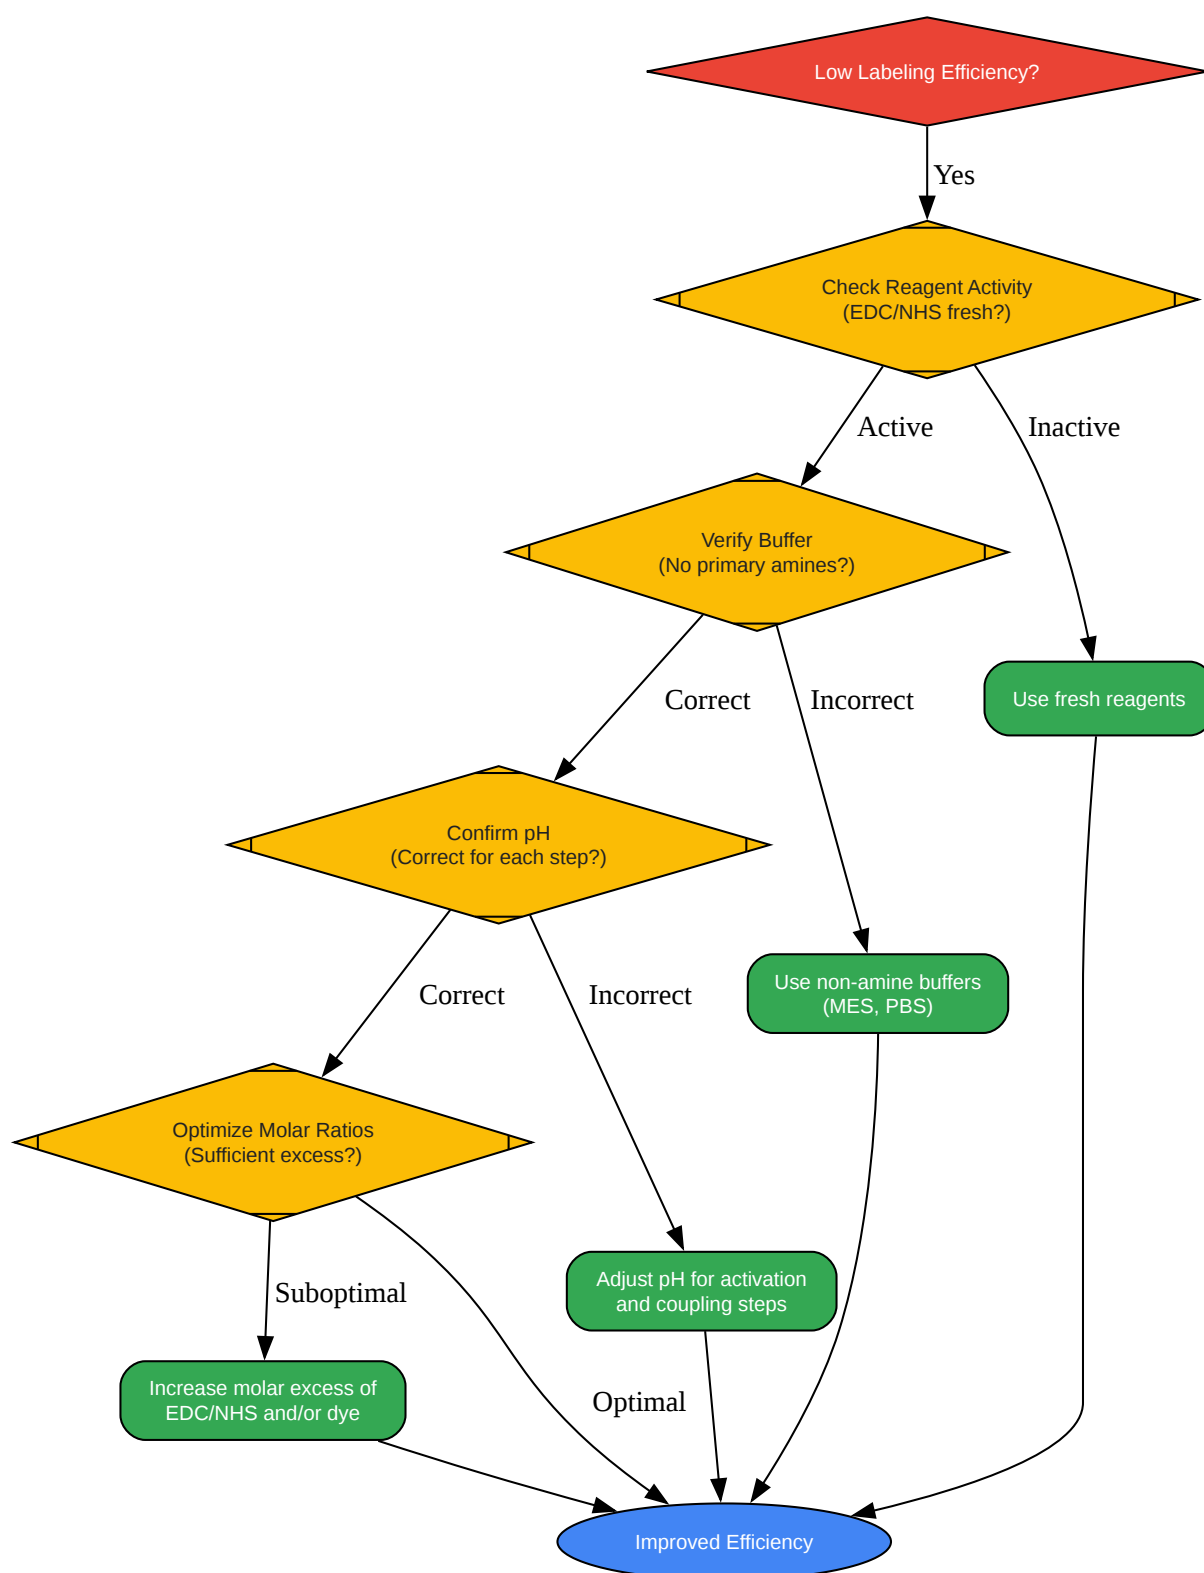 Low Labeling Efficiency?
Yes
Check Reagent Activity
(EDC/NHS fresh?)
Active
Inactive
Verify Buffer
(No primary amines?)
Correct
Incorrect
Use fresh reagents
Confirm pH
(Correct for each step?)
Correct
Incorrect
Use non-amine buffers
(MES, PBS)
Optimize Molar Ratios
(Sufficient excess?)
Suboptimal
Adjust pH for activation
and coupling steps
Increase molar excess of
EDC/NHS and/or dye
Optimal
Improved Efficiency